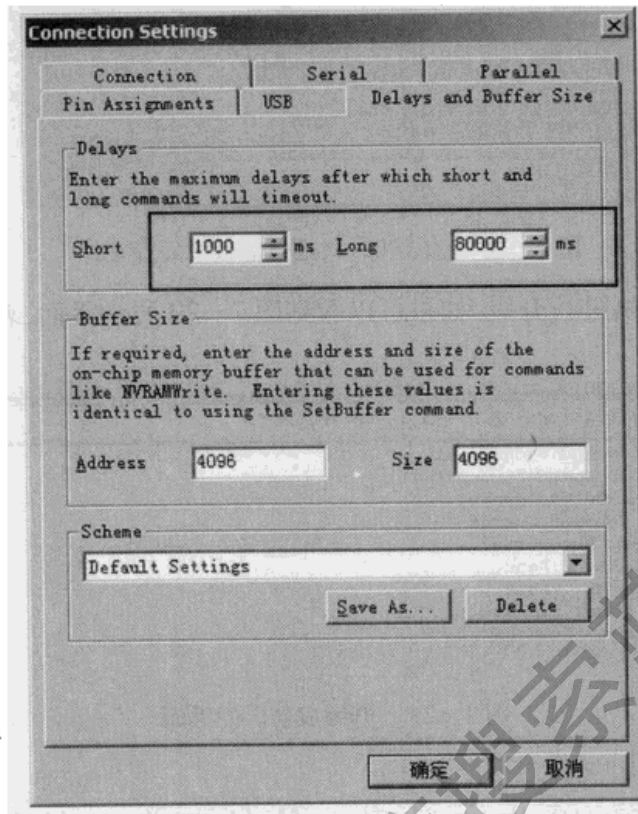 Connection Settings
Connection Serial Parallel
Pin Assignments USB Delays and Buffer Size
Delays
Enter the maximum delays after which short and
long commands will timeout.
Short 1000 ms Long 80000 ms
Buffer Size
If required, enter the address and size of the
on-chip memory buffer that can be used for commands
like NVRAMWrite. Entering these values is
identical to using the SetBuffer command.
Address 4096 Size 4096
Scheme
Default Settings
Save As... Delete
确定 取消
搜索